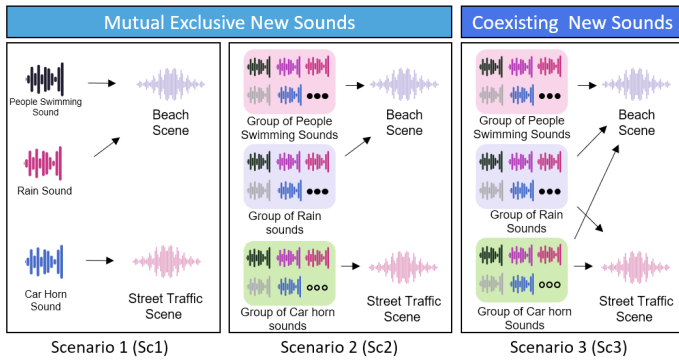 Mutual Exclusive New Sounds
Coexisting New Sounds
People Swimming
Sound
Beach
Scene
Rain Sound
Car Horn
Sound
Street Traffic
Scene
Group of People
Swimming Sounds
Beach
Scene
Group of Rain
sounds
Group of Car horn
sounds
Street Traffic
Scene
Group of People
Swimming Sounds
Beach
Scene
Group of Rain
Sounds
Group of Car horn
Sounds
Street Traffic
Scene
Scenario 1 (Sc1)
Scenario 2 (Sc2)
Scenario 3 (Sc3)